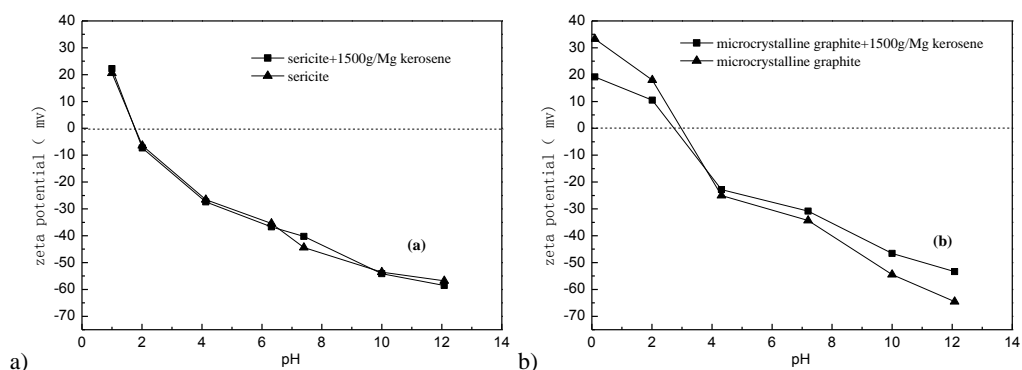 40
30
20
10
0
-10
-20
-30
-40
-50
-60
-70
zeta potential ( mv)
sericite+1500g/Mg kerosene
sericite
(a)
0 2 4 6 8 10 12 14
pH
a)
40
30
20
10
0
-10
-20
-30
-40
-50
-60
-70
zeta potential ( mv)
microcrystalline graphite+1500g/Mg kerosene
microcrystalline graphite
(b)
0 2 4 6 8 10 12 14
pH
b)